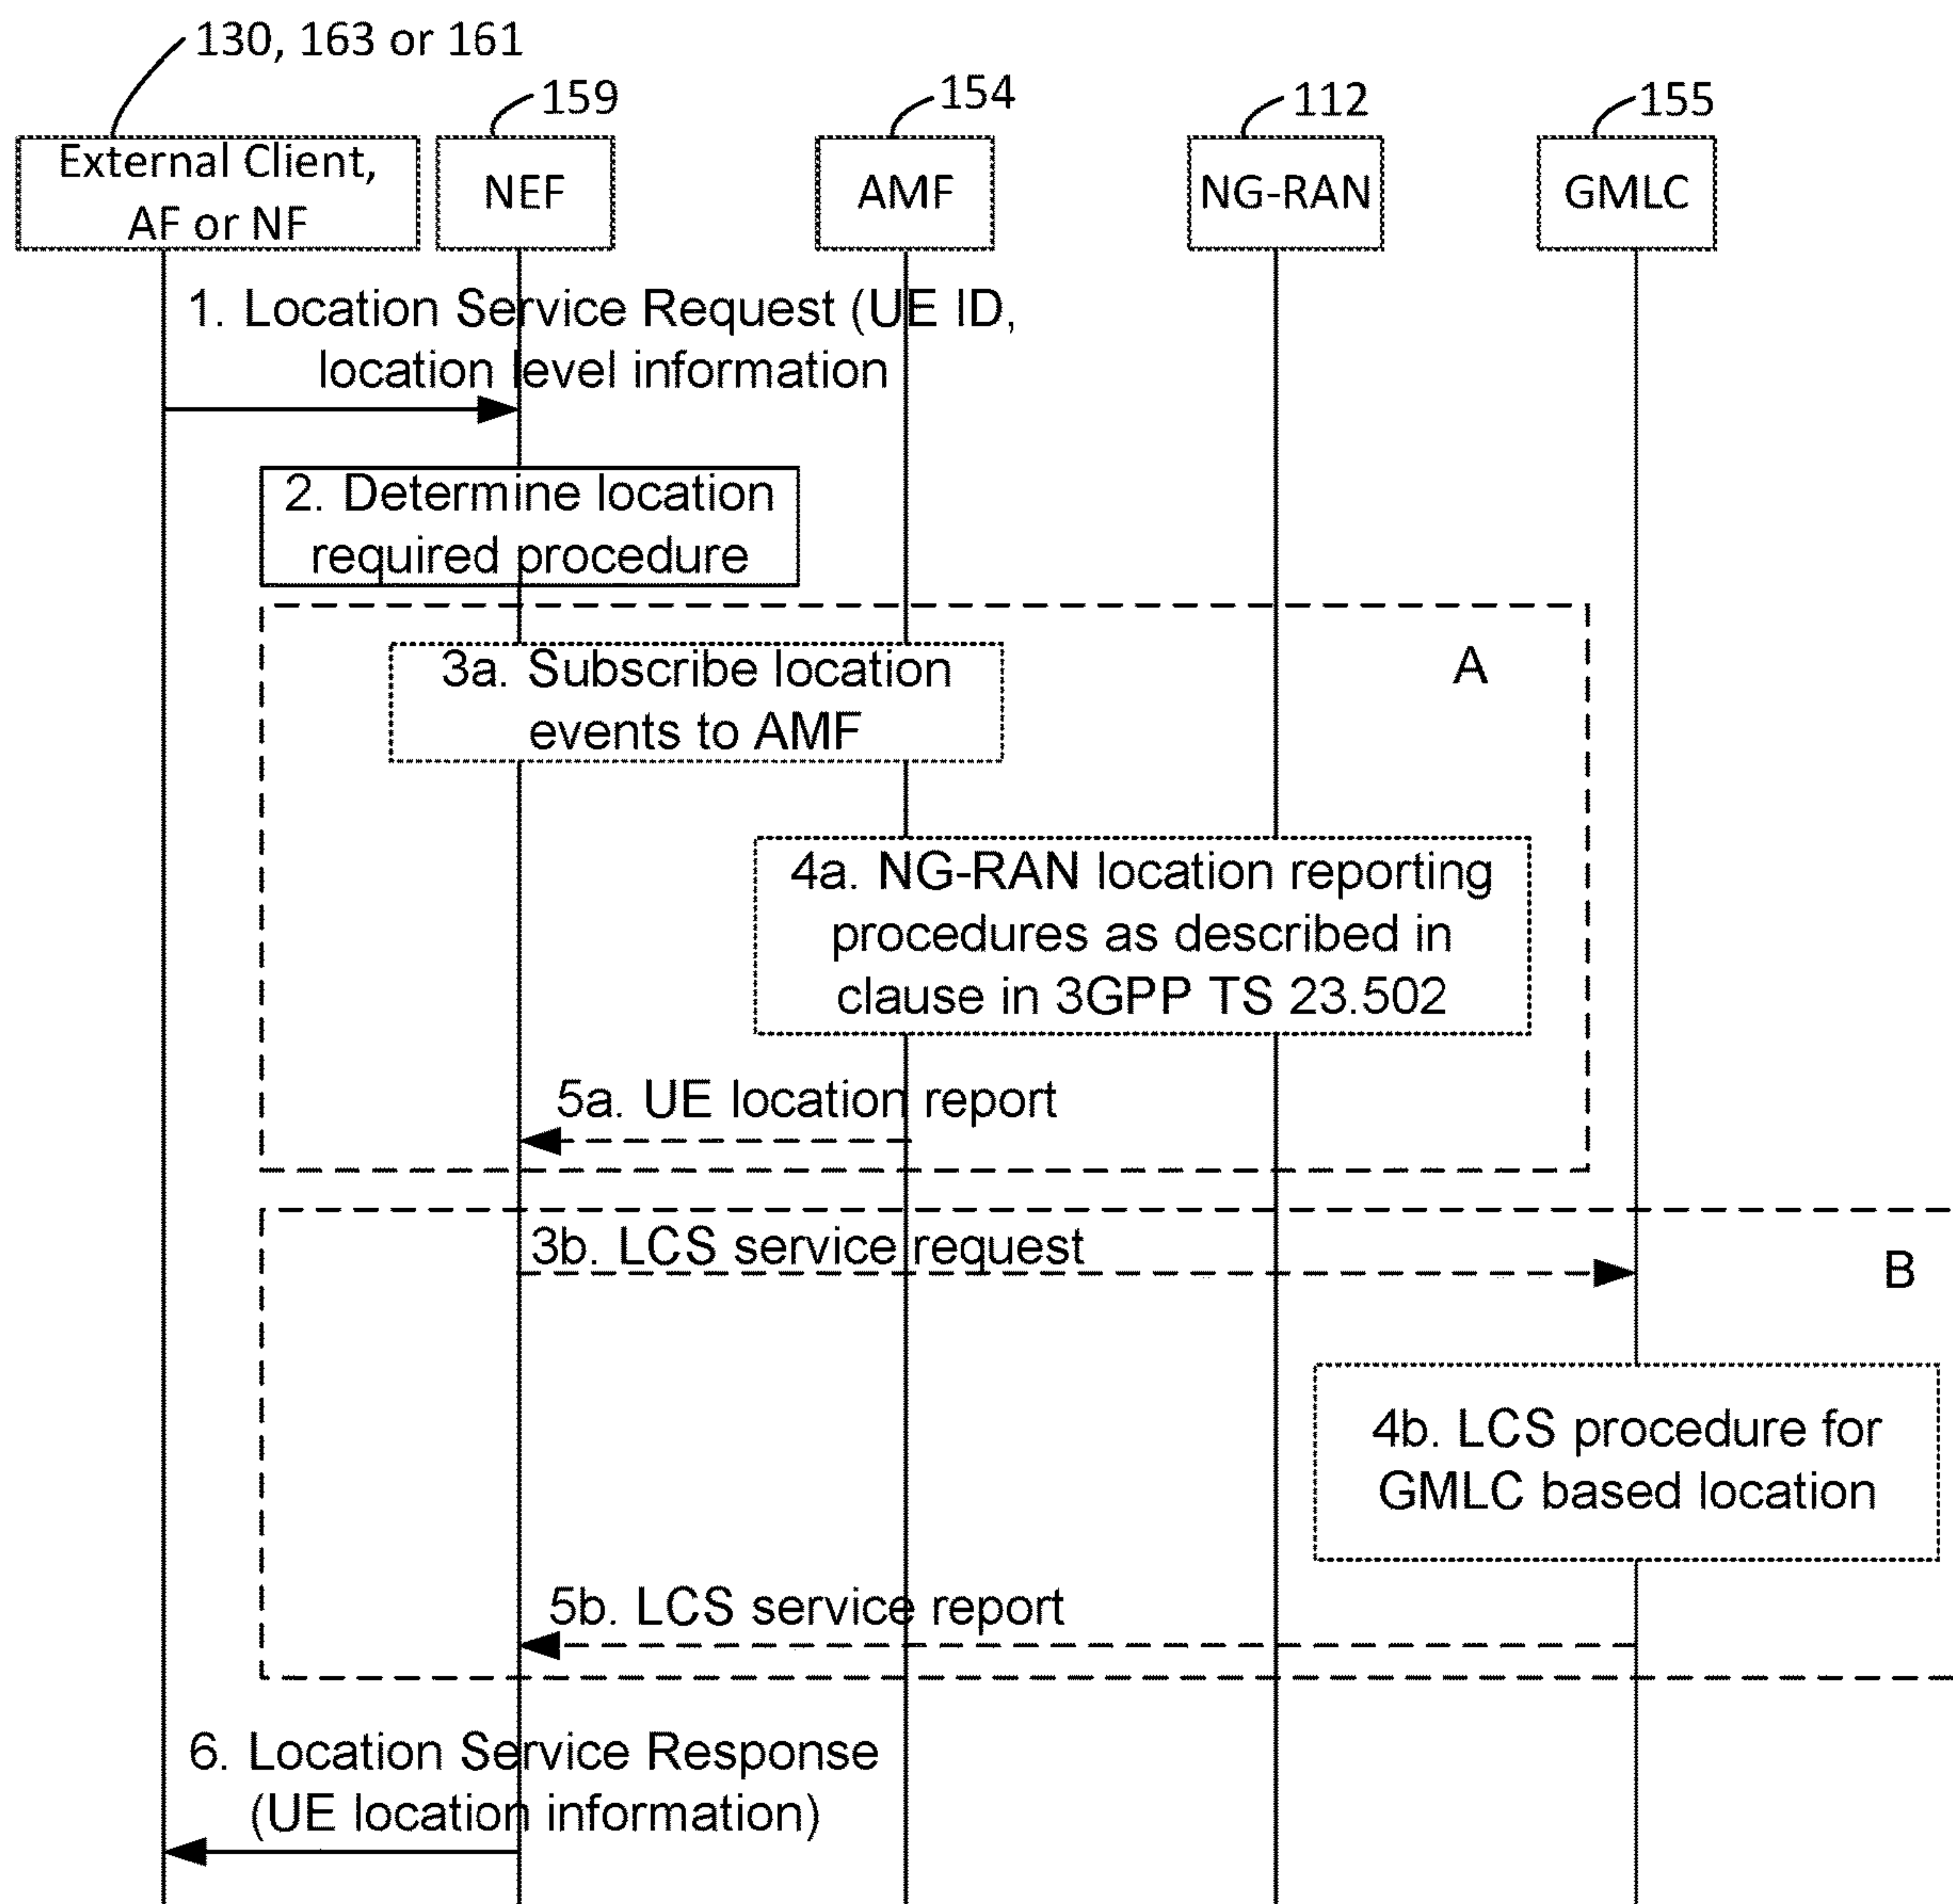 130, 163 or 161
159
154
112
155
External Client,
AF or NF
NEF
AMF
NG-RAN
GMLC
1. Location Service Request (UE ID,
location level information
2. Determine location
required procedure
A
3a. Subscribe location
events to AMF
4a. NG-RAN location reporting
procedures as described in
clause in 3GPP TS 23.502
5a. UE location report
3b. LCS service request
B
4b. LCS procedure for
GMLC based location
5b. LCS service report
6. Location Service Response
(UE location information)